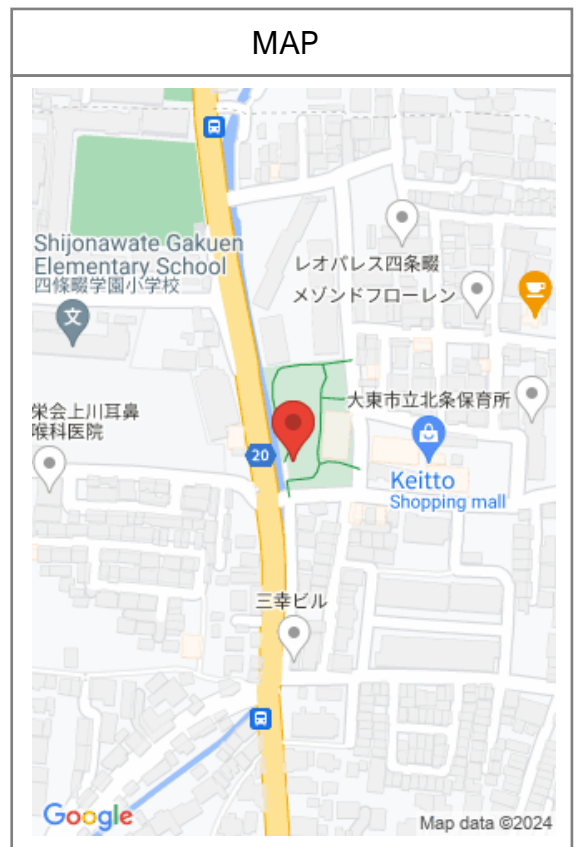 MAP
Shijonawate Gakuen
Elementary School
四條畷学園小学校
文
レオパレス四条畷
メゾンドフローレン
大東市立北条保育所
栄会上川耳鼻
喉科医院
20
Keitto
Shopping mall
三幸ビル
Google
Map data ©2024